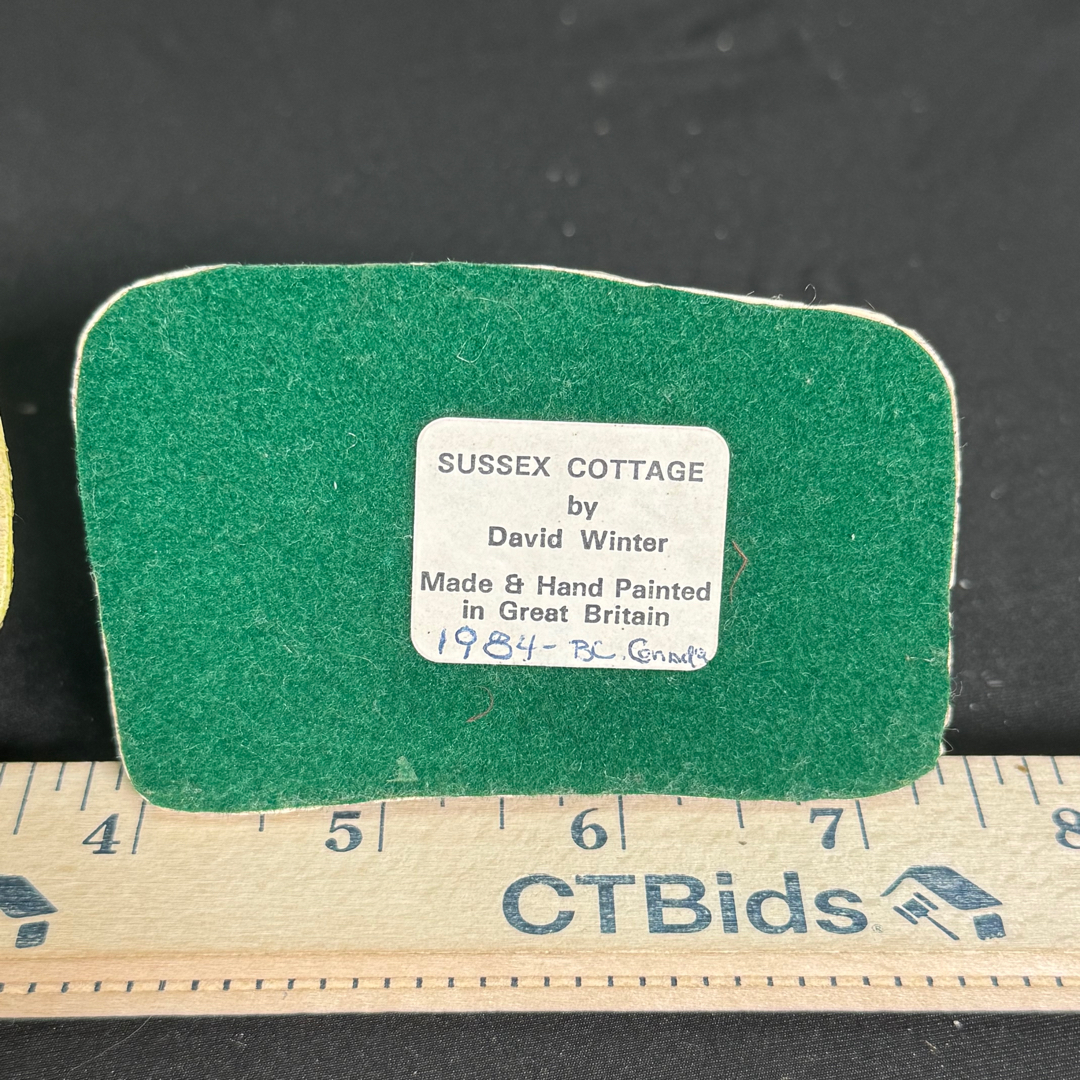 SUSSEX COTTAGE
by
David Winter
Made & Hand Painted
in Great Britain
1984 - BC. Canada
4 5 6 7 8
CTBids